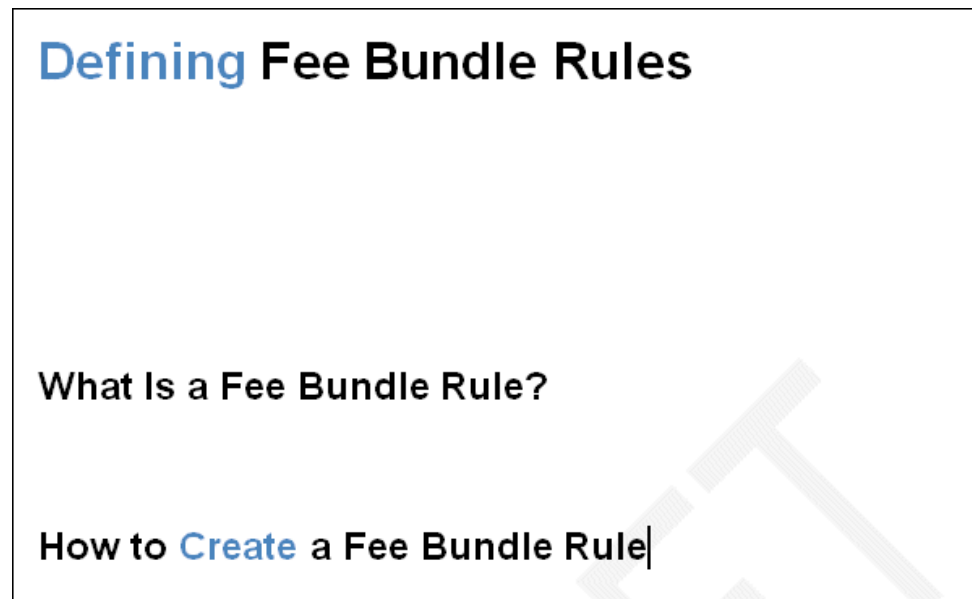 Defining Fee Bundle Rules
What Is a Fee Bundle Rule?
How to Create a Fee Bundle Rule